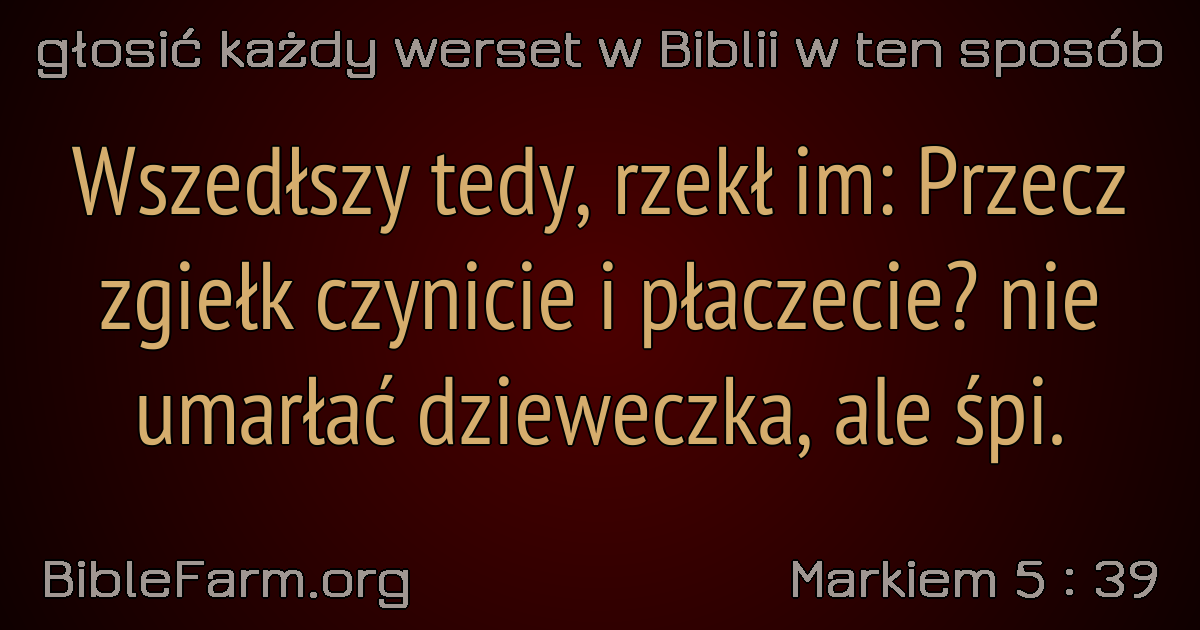 głosić każdy werset w Biblii w ten sposób
Wszedłszy tedy, rzekł im: Przecz
zgiełk czynicie i płaczecie? nie
umarłać dzieweczka, ale śpi.
BibleFarm.org
Markiem 5 : 39